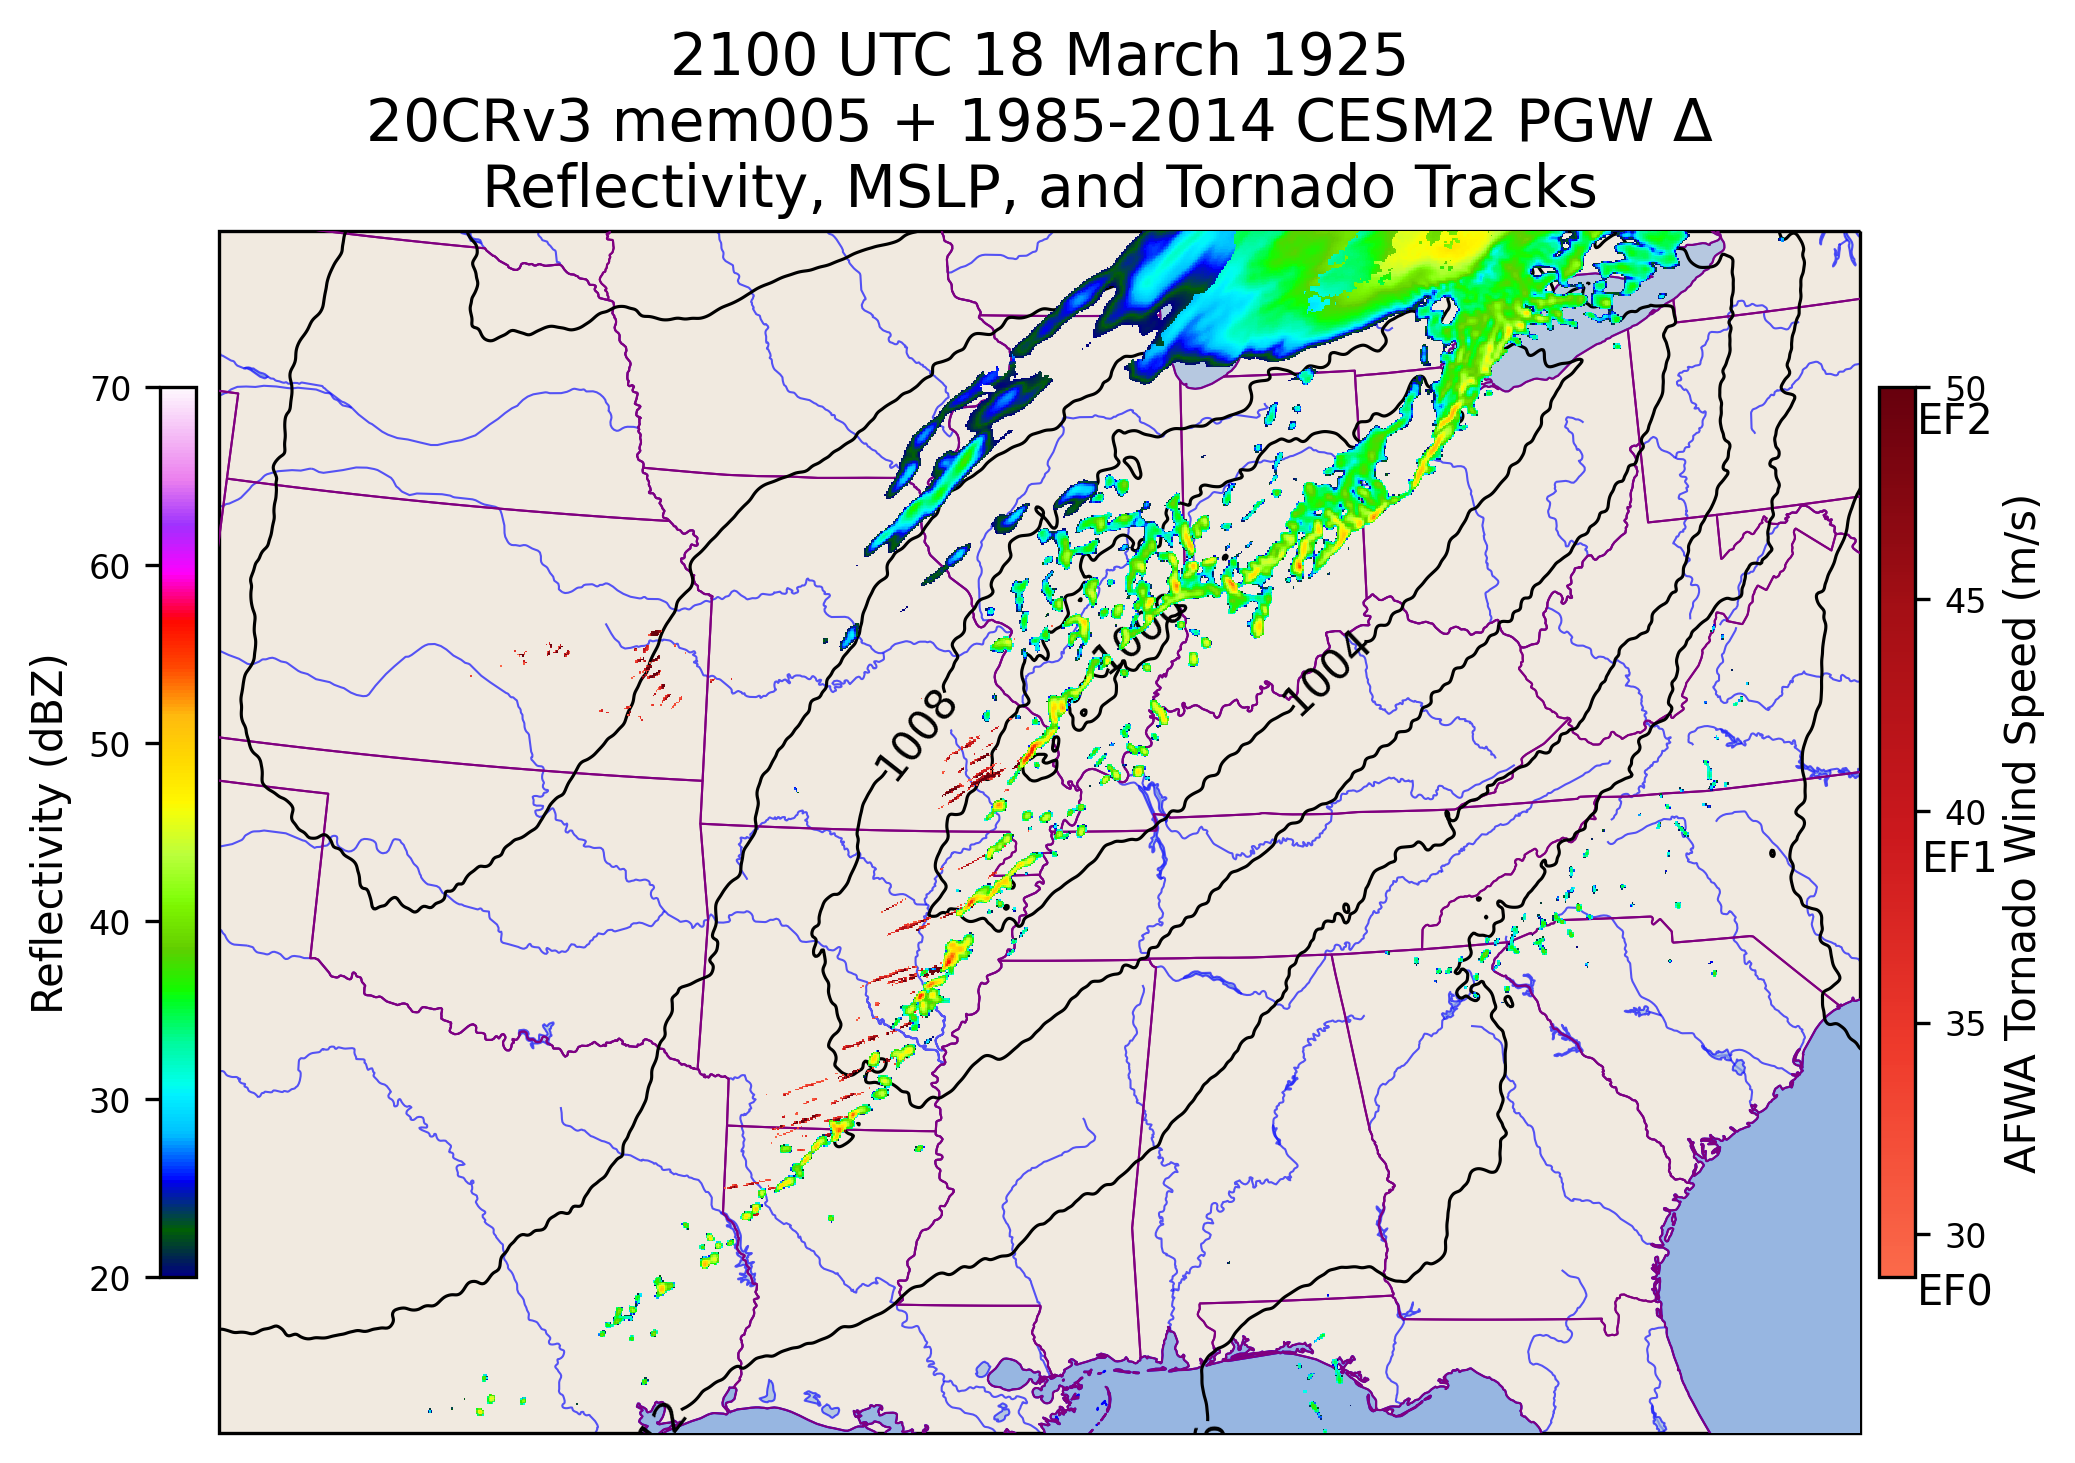 2100 UTC 18 March 1925
20CRv3 mem005 + 1985-2014 CESM2 PGW Δ
Reflectivity, MSLP, and Tornado Tracks
Reflectivity (dBZ)
70
60
50
40
30
20
1008
1004
50
EF2
45
40
EF1
35
30
EF0
AFWA Tornado Wind Speed (m/s)